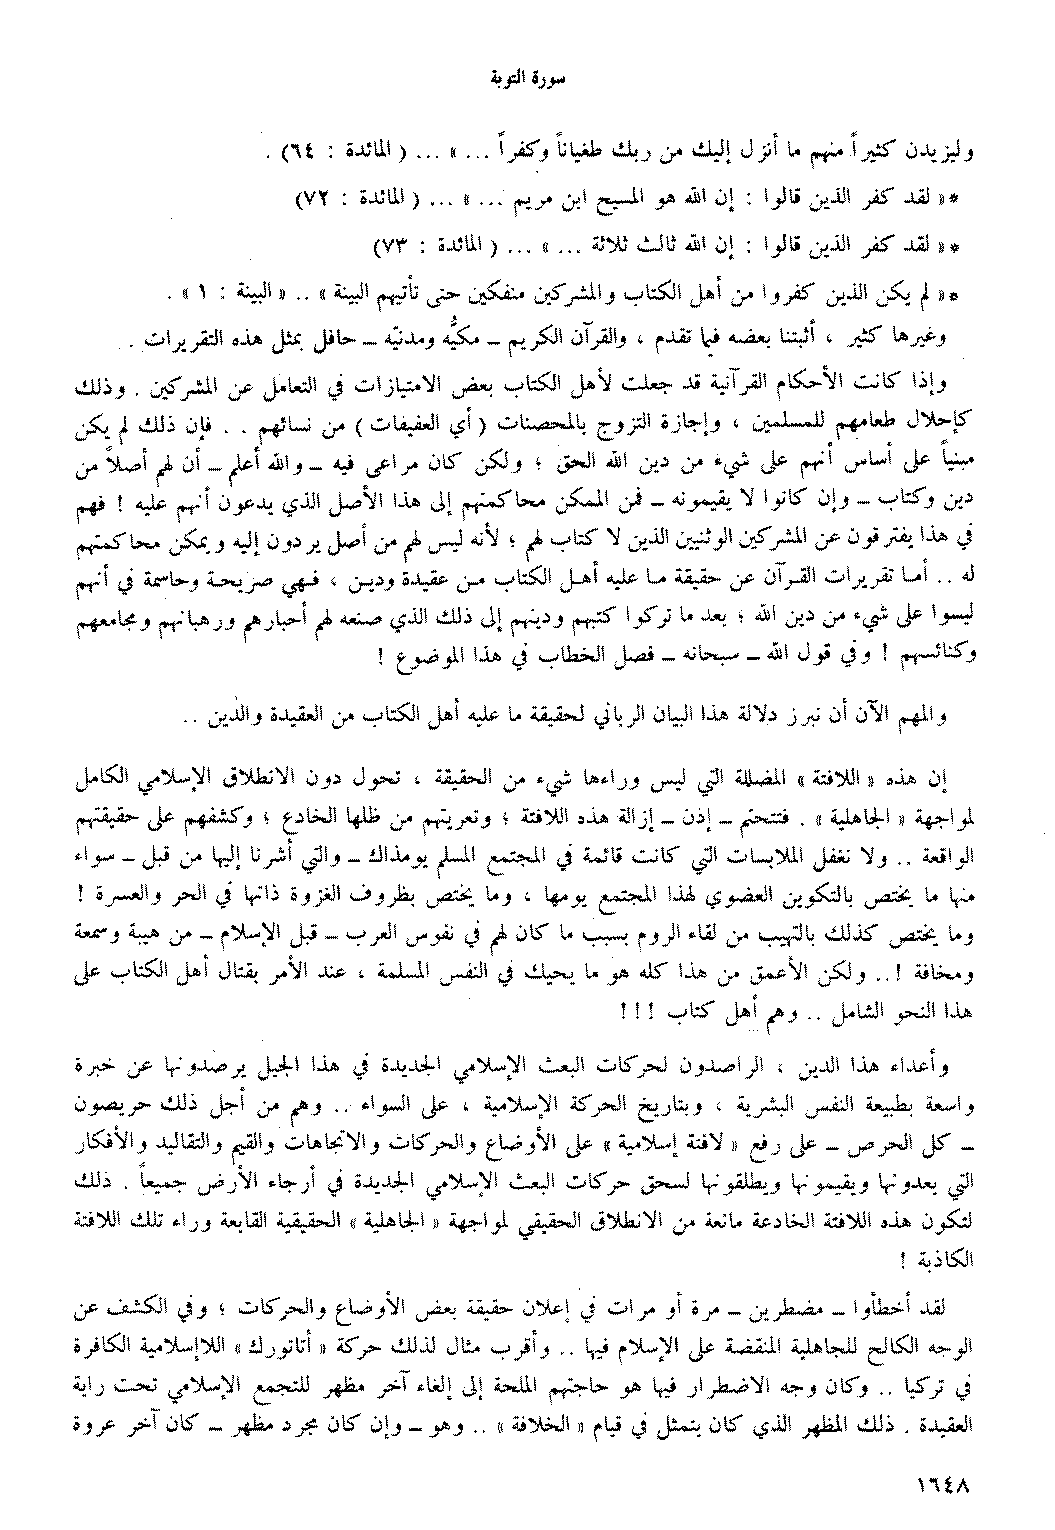 سورة التوبة
وليزيدن كثيراً منهم ما أنزل إليك من ربك طغياناً وكفراً ... » ... ( المائدة : ٦٤) .
*« لقد كفر الذين قالوا : إن الله هو المسيح ابن مريم ... » ... ( المائدة : ٧٢)
*« لقد كفر الذين قالوا : إن الله ثالث ثلاثة ... » ... ( المائدة : ٧٣)
*« لم يكن الذين كفروا من أهل الكتاب والمشركين منفكين حتى تأتيهم البينة » .. « البينة : ١ » .
وغيرها كثير ، أثبتنا بعضه فيما تقدم ، والقرآن الكريم – مكيُّه ومدنيّه – حافل بمثل هذه التقريرات .
وإذا كانت الأحكام القرآنية قد جعلت لأهل الكتاب بعض الامتيازات في التعامل عن المشركين . وذلك
كإحلال طعامهم للمسلمين ، وإجازة التزوج بالمحصنات ( أي العفيفات ) من نسائهم . . فإن ذلك لم يكن
مبنياً على أساس أنهم على شيء من دين الله الحق ؛ ولكن كان مراعى فيه – والله أعلم – أن لهم أصلاً من
دين وكتاب – وإن كانوا لا يقيمونه – فمن الممكن محاكمتهم إلى هذا الأصل الذي يدعون أنهم عليه ! فهم
في هذا يفترقون عن المشركين الوثنيين الذين لا كتاب لهم ؛ لأنه ليس لهم من أصل يردون إليه ويمكن محاكمتهم
له .. أما تقريرات القرآن عن حقيقة ما عليه أهل الكتاب من عقيدة ودين ، فهي صريحة وحاسمة في أنهم
ليسوا على شيء من دين الله ؛ بعد ما تركوا كتبهم ودينهم إلى ذلك الذي صنعه لهم أحبارهم ورهبانهم ومجامعهم
وكنائسهم ! وفي قول الله – سبحانه – فصل الخطاب في هذا الموضوع !
والمهم الآن أن نبرز دلالة هذا البيان الرباني لحقيقة ما عليه أهل الكتاب من العقيدة والدين ..
إن هذه « اللافتة » المضللة التي ليس وراءها شيء من الحقيقة ، تحول دون الانطلاق الإسلامي الكامل
لمواجهة « الجاهلية » . فتتحتم – إذن – إزالة هذه اللافتة ؛ وتعريتهم من ظلها الخادع ؛ وكشفهم على حقيقتهم
الواقعة .. ولا نغفل الملابسات التي كانت قائمة في المجتمع المسلم يومذاك – والتي أشرنا إليها من قبل – سواء
منها ما يختص بالتكوين العضوي لهذا المجتمع يومها ، وما يختص بظروف الغزوة ذاتها في الحر والعسرة !
وما يختص كذلك بالتهيب من لقاء الروم بسبب ما كان لهم في نفوس العرب – قبل الإسلام – من هيبة وسمعة
ومخافة !.. ولكن الأعمق من هذا كله هو ما يحيك في النفس المسلمة ، عند الأمر بقتال أهل الكتاب على
هذا النحو الشامل .. وهم أهل كتاب !!!
وأعداء هذا الدين ، الراصدون لحركات البعث الإسلامي الجديدة في هذا الجيل يرصدونها عن خبرة
واسعة بطبيعة النفس البشرية ، وبتاريخ الحركة الإسلامية ، على السواء .. وهم من أجل ذلك حريصون
– كل الحرص – على رفع « لافتة إسلامية » على الأوضاع والحركات والاتجاهات والقيم والتقاليد والأفكار
التي يعدونها ويقيمونها ويطلقونها لسحق حركات البعث الإسلامي الجديدة في أرجاء الأرض جميعاً . ذلك
لتكون هذه اللافتة الخادعة مانعة من الانطلاق الحقيقي لمواجهة « الجاهلية » الحقيقية القابعة وراء تلك اللافتة
الكاذبة !
لقد أخطأوا – مضطرين – مرة أو مرات في إعلان حقيقة بعض الأوضاع والحركات ؛ وفي الكشف عن
الوجه الكالح للجاهلية المنقضة على الإسلام فيها .. وأقرب مثال لذلك حركة « أتاتورك » اللاإسلامية الكافرة
في تركيا .. وكان وجه الاضطرار فيها هو حاجتهم الملحة إلى إلغاء آخر مظهر للتجمع الإسلامي تحت راية
العقيدة . ذلك المظهر الذي كان يتمثل في قيام « الخلافة » .. وهو – وإن كان مجرد مظهر – كان آخر عروة
١٦٤٨